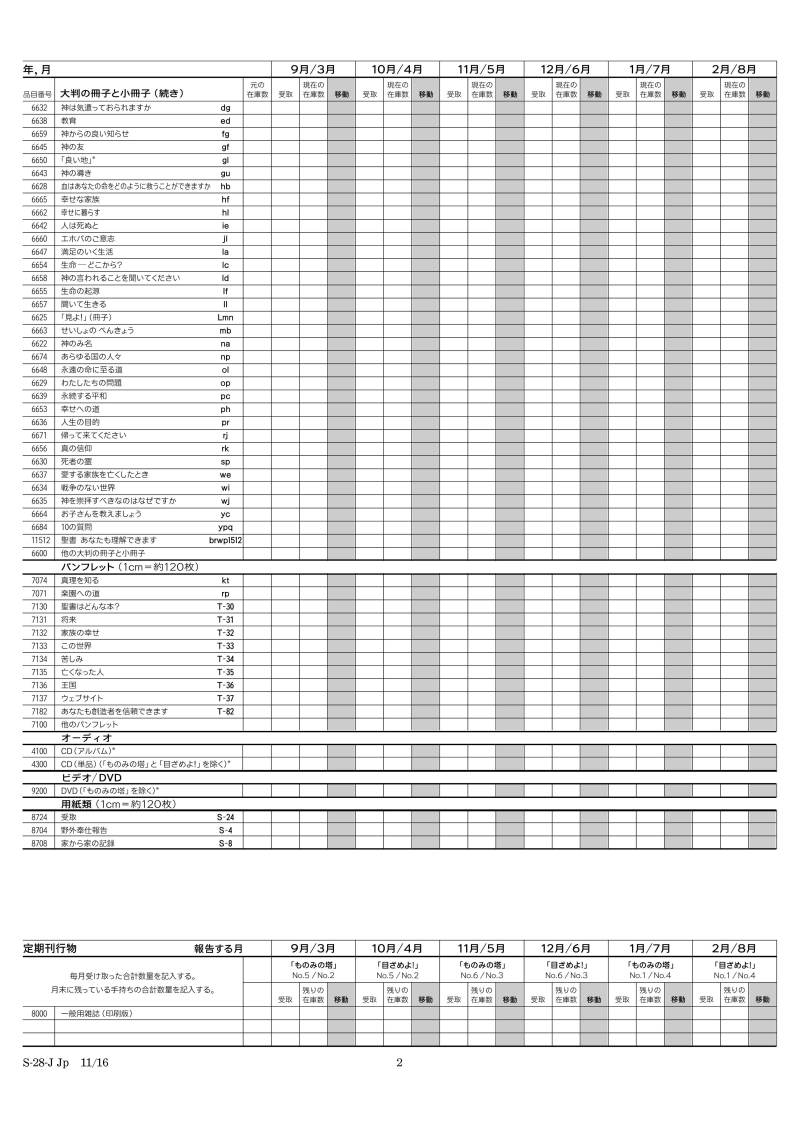 年，月 9月/3月 10月/4月 11月/5月 12月/6月 1月/7月 2月/8月
品目番号 大判の冊子と小冊子（続き） 元の在庫数 受取 現在の在庫数 移動 受取 現在の在庫数 移動 受取 現在の在庫数 移動 受取 現在の在庫数 移動 受取 現在の在庫数 移動 受取 現在の在庫数 移動
6632 神は気遣っておられますか dg
6638 教育 ed
6659 神からの良い知らせ fg
6645 神の友 gf
6650 「良い地」* gl
6643 神の導き gu
6628 血はあなたの命をどのように救うことができますか hb
6665 幸せな家族 hf
6662 幸せに暮らす hl
6642 人は死ぬと ie
6660 エホバのご意志 jl
6647 満足のいく生活 la
6654 生命 ― どこから？ lc
6658 神の言われることを聞いてください ld
6655 生命の起源 lf
6657 聞いて生きる ll
6625 「見よ！」（冊子） Lmn
6663 せいしょの べんきょう mb
6622 神のみ名 na
6674 あらゆる国の人々 np
6648 永遠の命に至る道 ol
6629 わたしたちの問題 op
6639 永続する平和 pc
6653 幸せへの道 ph
6636 人生の目的 pr
6671 帰って来てください rj
6656 真の信仰 rk
6630 死者の霊 sp
6637 愛する家族を亡くしたとき we
6634 戦争のない世界 wi
6635 神を崇拝すべきなのはなぜですか wj
6664 お子さんを教えましょう yc
6684 10の質問 ypq
11512 聖書 あなたも理解できます brwp1512
6600 他の大判の冊子と小冊子
パンフレット（1cm＝約120枚）
7074 真理を知る kt
7071 楽園への道 rp
7130 聖書はどんな本？ T-30
7131 将来 T-31
7132 家族の幸せ T-32
7133 この世界 T-33
7134 苦しみ T-34
7135 亡くなった人 T-35
7136 王国 T-36
7137 ウェブサイト T-37
7182 あなたも創造者を信頼できます T-82
7100 他のパンフレット
オーディオ
4100 CD（アルバム）*
4300 CD（単品）（「ものみの塔」と「目ざめよ！」を除く）*
ビデオ/DVD
9200 DVD（「ものみの塔」を除く）*
用紙類（1cm＝約120枚）
8724 受取 S-24
8704 野外奉仕報告 S-4
8708 家から家の記録 S-8
定期刊行物 報告する月 9月/3月 10月/4月 11月/5月 12月/6月 1月/7月 2月/8月
「ものみの塔」 「目ざめよ！」 「ものみの塔」 「目ざめよ！」 「ものみの塔」 「目ざめよ！」
毎月受け取った合計数量を記入する。 No.5／No.2 No.5／No.2 No.6／No.3 No.6／No.3 No.1／No.4 No.1／No.4
月末に残っている手持ちの合計数量を記入する。
受取 残りの在庫数 移動 受取 残りの在庫数 移動 受取 残りの在庫数 移動 受取 残りの在庫数 移動 受取 残りの在庫数 移動 受取 残りの在庫数 移動
8000 一般用雑誌（印刷版）
S-28-J Jp 11/16 2